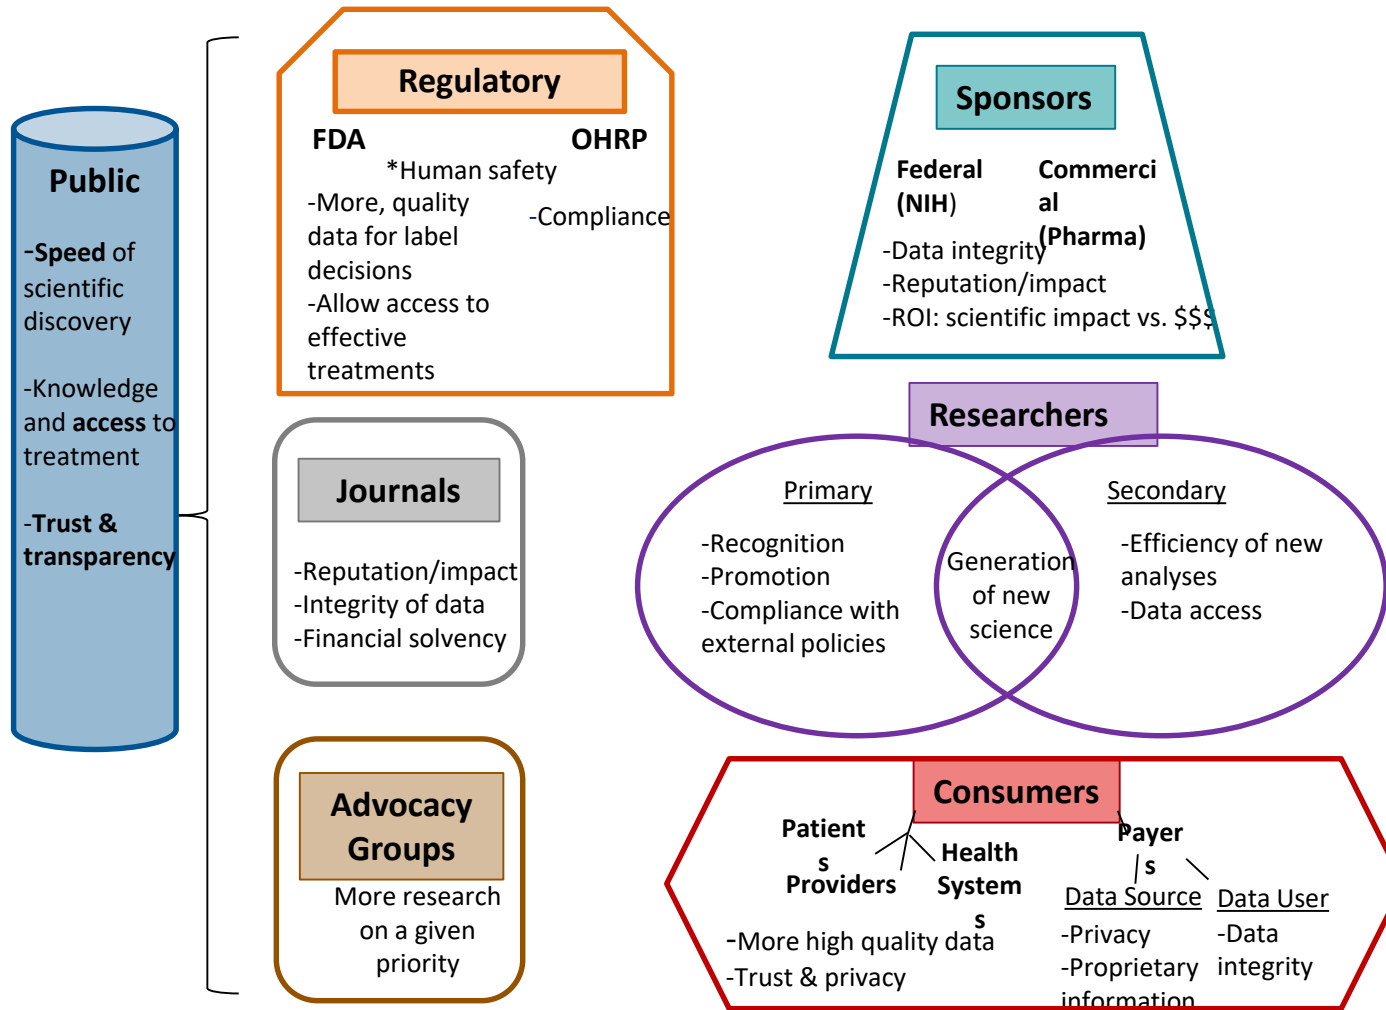 Public
-Speed of
scientific
discovery
-Knowledge
and access to
treatment
-Trust &
transparency
Regulatory
FDA
OHRP
*Human safety
-More, quality
data for label
decisions
-Allow access to
effective
treatments
-Compliance
Sponsors
Federal
(NIH)
Commerci
al
(Pharma)
-Data integrity
-Reputation/impact
-ROI: scientific impact vs. $$$
Journals
-Reputation/impact
-Integrity of data
-Financial solvency
Researchers
Primary
-Recognition
-Promotion
-Compliance with
external policies
Generation
of new
science
Secondary
-Efficiency of new
analyses
-Data access
Advocacy
Groups
More research
on a given
priority
Consumers
Patient
s
Providers
Health
System
s
-More high quality data
-Trust & privacy
Payer
s
Data Source
-Privacy
-Proprietary
information
Data User
-Data
integrity